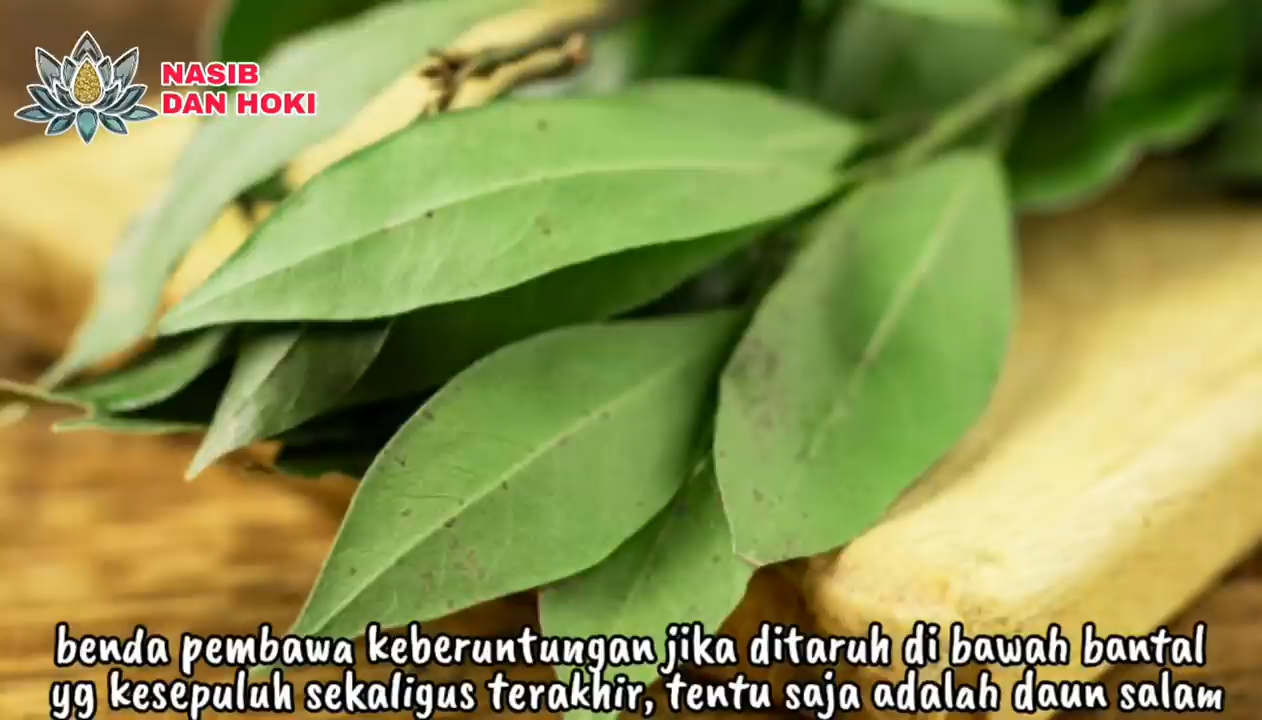 NASIB
DAN HOKI
benda pembawa keberuntungan jika ditaruh di bawah bantal
yg kesepuluh sekaligus terakhir, tentu saja adalah daun salam